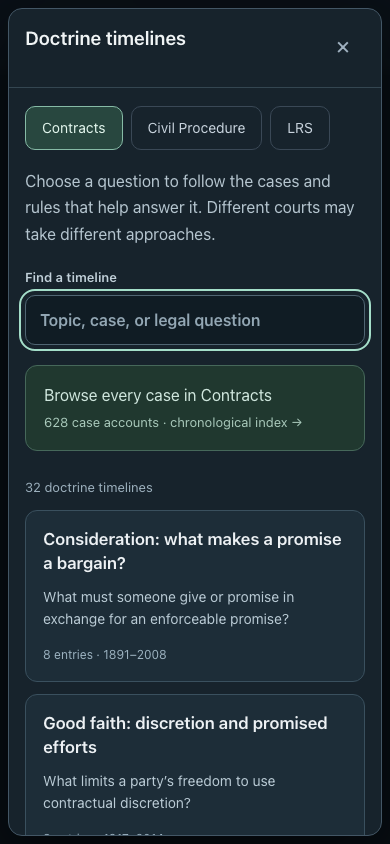 Doctrine timelines
×
Contracts
Civil Procedure
LRS
Choose a question to follow the cases and
rules that help answer it. Different courts may
take different approaches.
Find a timeline
Topic, case, or legal question
Browse every case in Contracts
628 case accounts · chronological index →
32 doctrine timelines
Consideration: what makes a promise
a bargain?
What must someone give or promise in
exchange for an enforceable promise?
8 entries · 1891–2008
Good faith: discretion and promised
efforts
What limits a party’s freedom to use
contractual discretion?